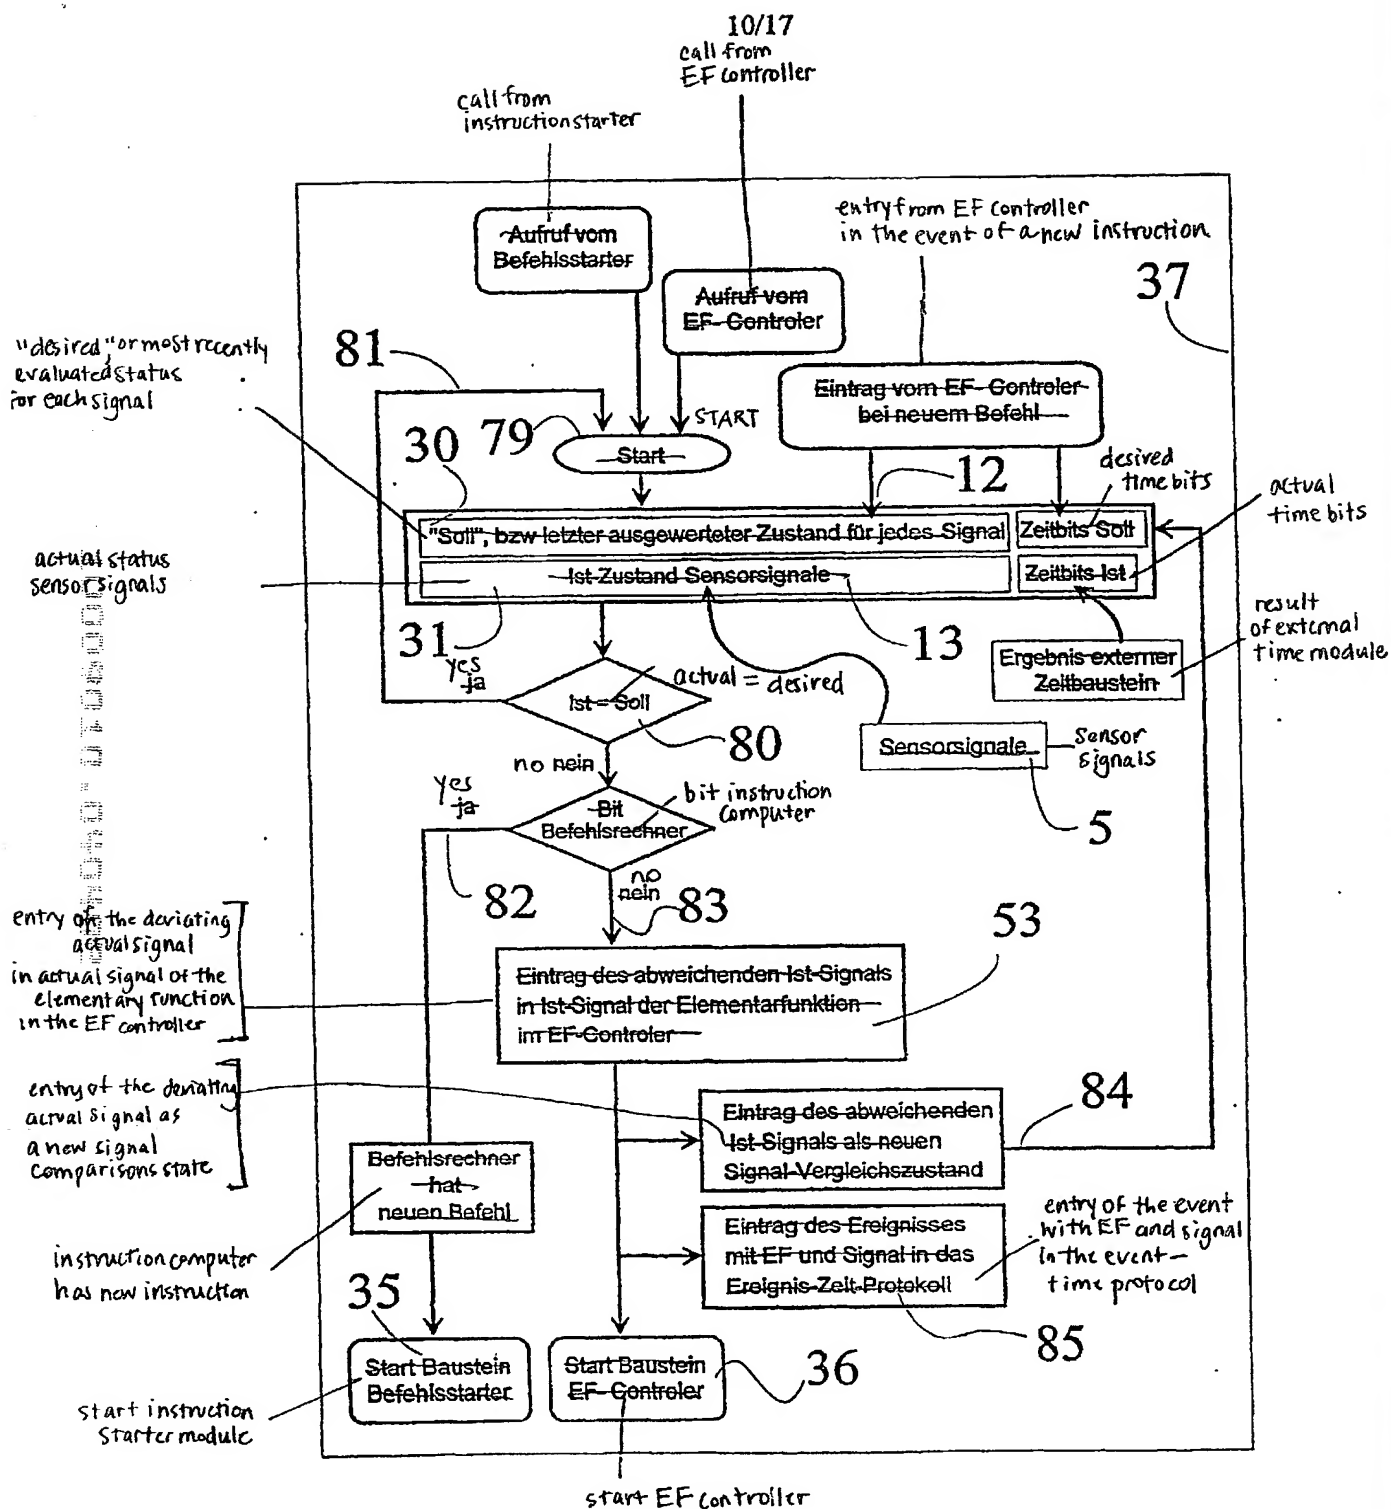 10/17
call from
EF controller
call from
instruction starter
entry from EF controller
in the event of a new instruction
Aufruf vom
Befehlsstarter
Aufruf vom
EF-Controler
37
"desired", or most recently
evaluated status
for each signal
81
Eintrag vom EF-Controler
bei neuem Befehl
START
30
79
Start
12
desired
time bits
actual
time bits
"Soll", bzw letzter ausgewerteter Zustand für jedes Signal
Zeitbits Soll
actual status
sensor signals
Ist-Zustand Sensorsignale
Zeitbits Ist
31
13
result
of external
time module
Ergebnis externer
Zeitbaustein
yes
ja
actual = desired
Ist = Soll
80
Sensorsignale
sensor
signals
no nein
yes
ja
bit instruction
computer
Bit
Befehlsrechner
5
82
no
nein
83
53
entry of the deviating
actual signal
in actual signal of the
elementary function
in the EF controller
Eintrag des abweichenden Ist-Signals
in Ist-Signal der Elementarfunktion
im EF-Controler
entry of the deviating
actual signal as
a new signal
comparisons state
Eintrag des abweichenden
Ist-Signals als neuen
Signal-Vergleichszustand
84
Befehlsrechner
hat
neuen Befehl
instruction computer
has new instruction
Eintrag des Ereignisses
mit EF und Signal in das
Ereignis-Zeit-Protokoll
entry of the event
with EF and signal
in the event-
time protocol
35
85
Start Baustein
Befehlsstarter
Start Baustein
EF-Controler
36
start instruction
starter module
start EF controller